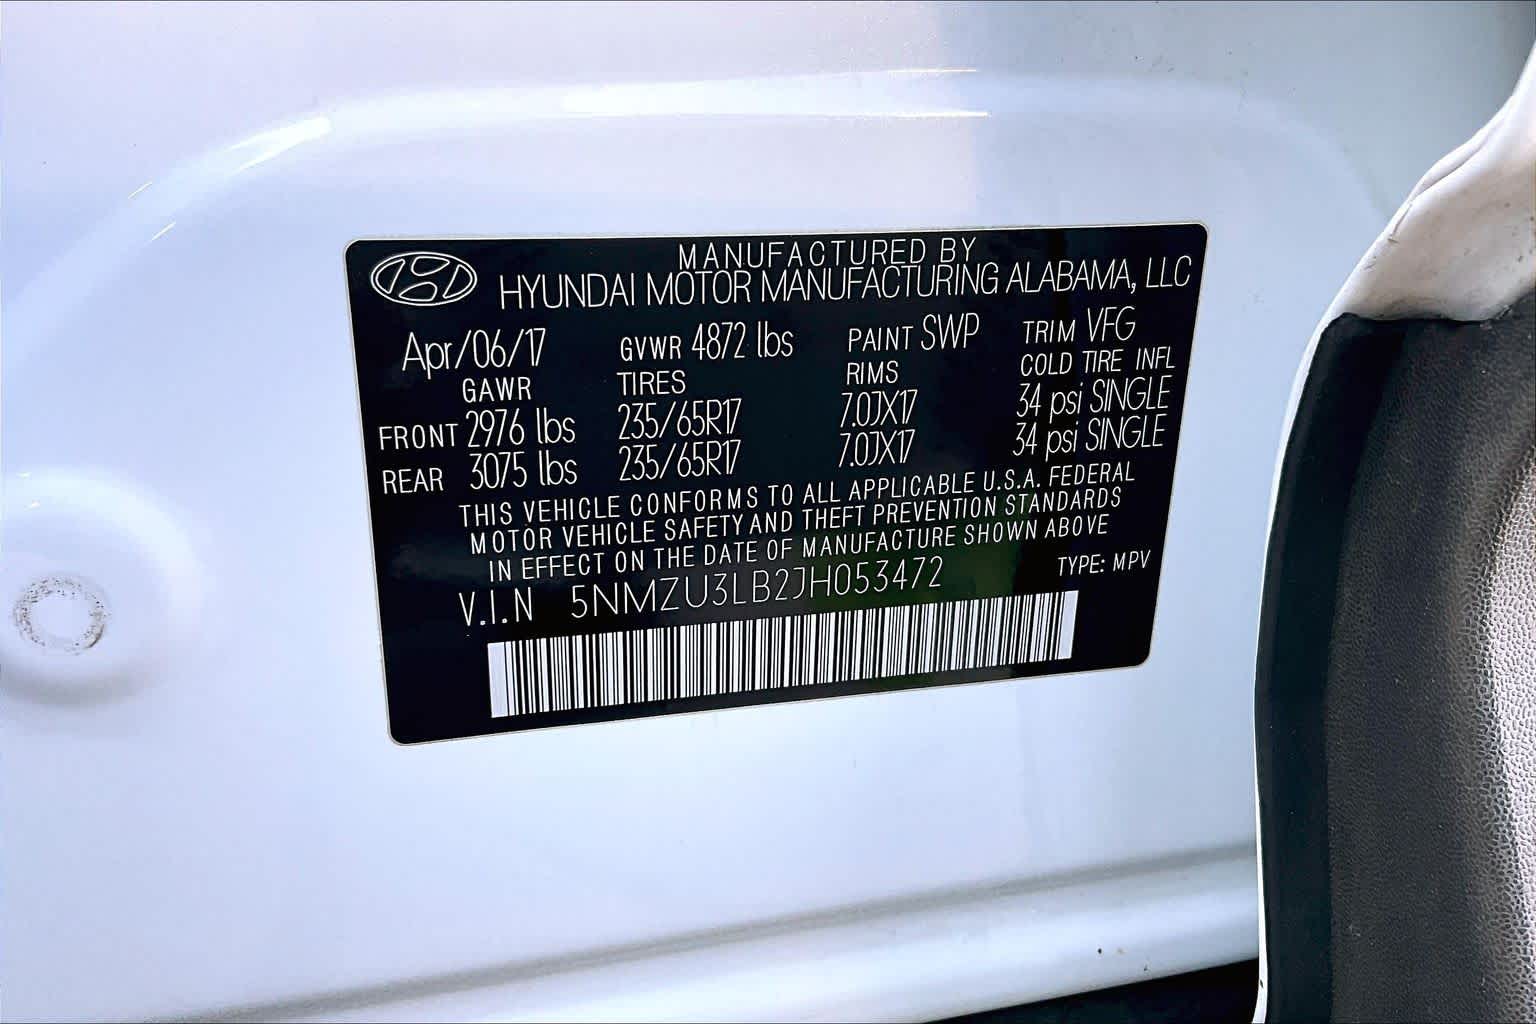 MANUFACTURED BY
HYUNDAI MOTOR MANUFACTURING ALABAMA, LLC
Apr/06/17 GVWR 4872 lbs PAINT SWP TRIM VFG
GAWR TIRES RIMS COLD TIRE INFL
FRONT 2976 lbs 235/65R17 7.0JX17 34 psi SINGLE
REAR 3075 lbs 235/65R17 7.0JX17 34 psi SINGLE
THIS VEHICLE CONFORMS TO ALL APPLICABLE U.S.A. FEDERAL
MOTOR VEHICLE SAFETY AND THEFT PREVENTION STANDARDS
IN EFFECT ON THE DATE OF MANUFACTURE SHOWN ABOVE
V.I.N 5NMZU3LB2JH053472 TYPE: MPV